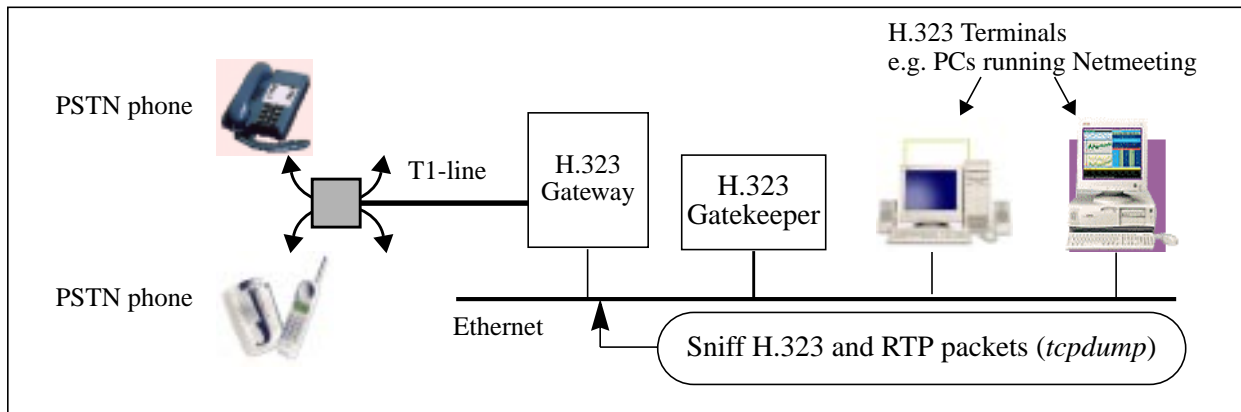 H.323 Terminals
e.g. PCs running Netmeeting
PSTN phone
T1-line
H.323
Gateway
H.323
Gatekeeper
PSTN phone
Ethernet
Sniff H.323 and RTP packets (tcpdump)